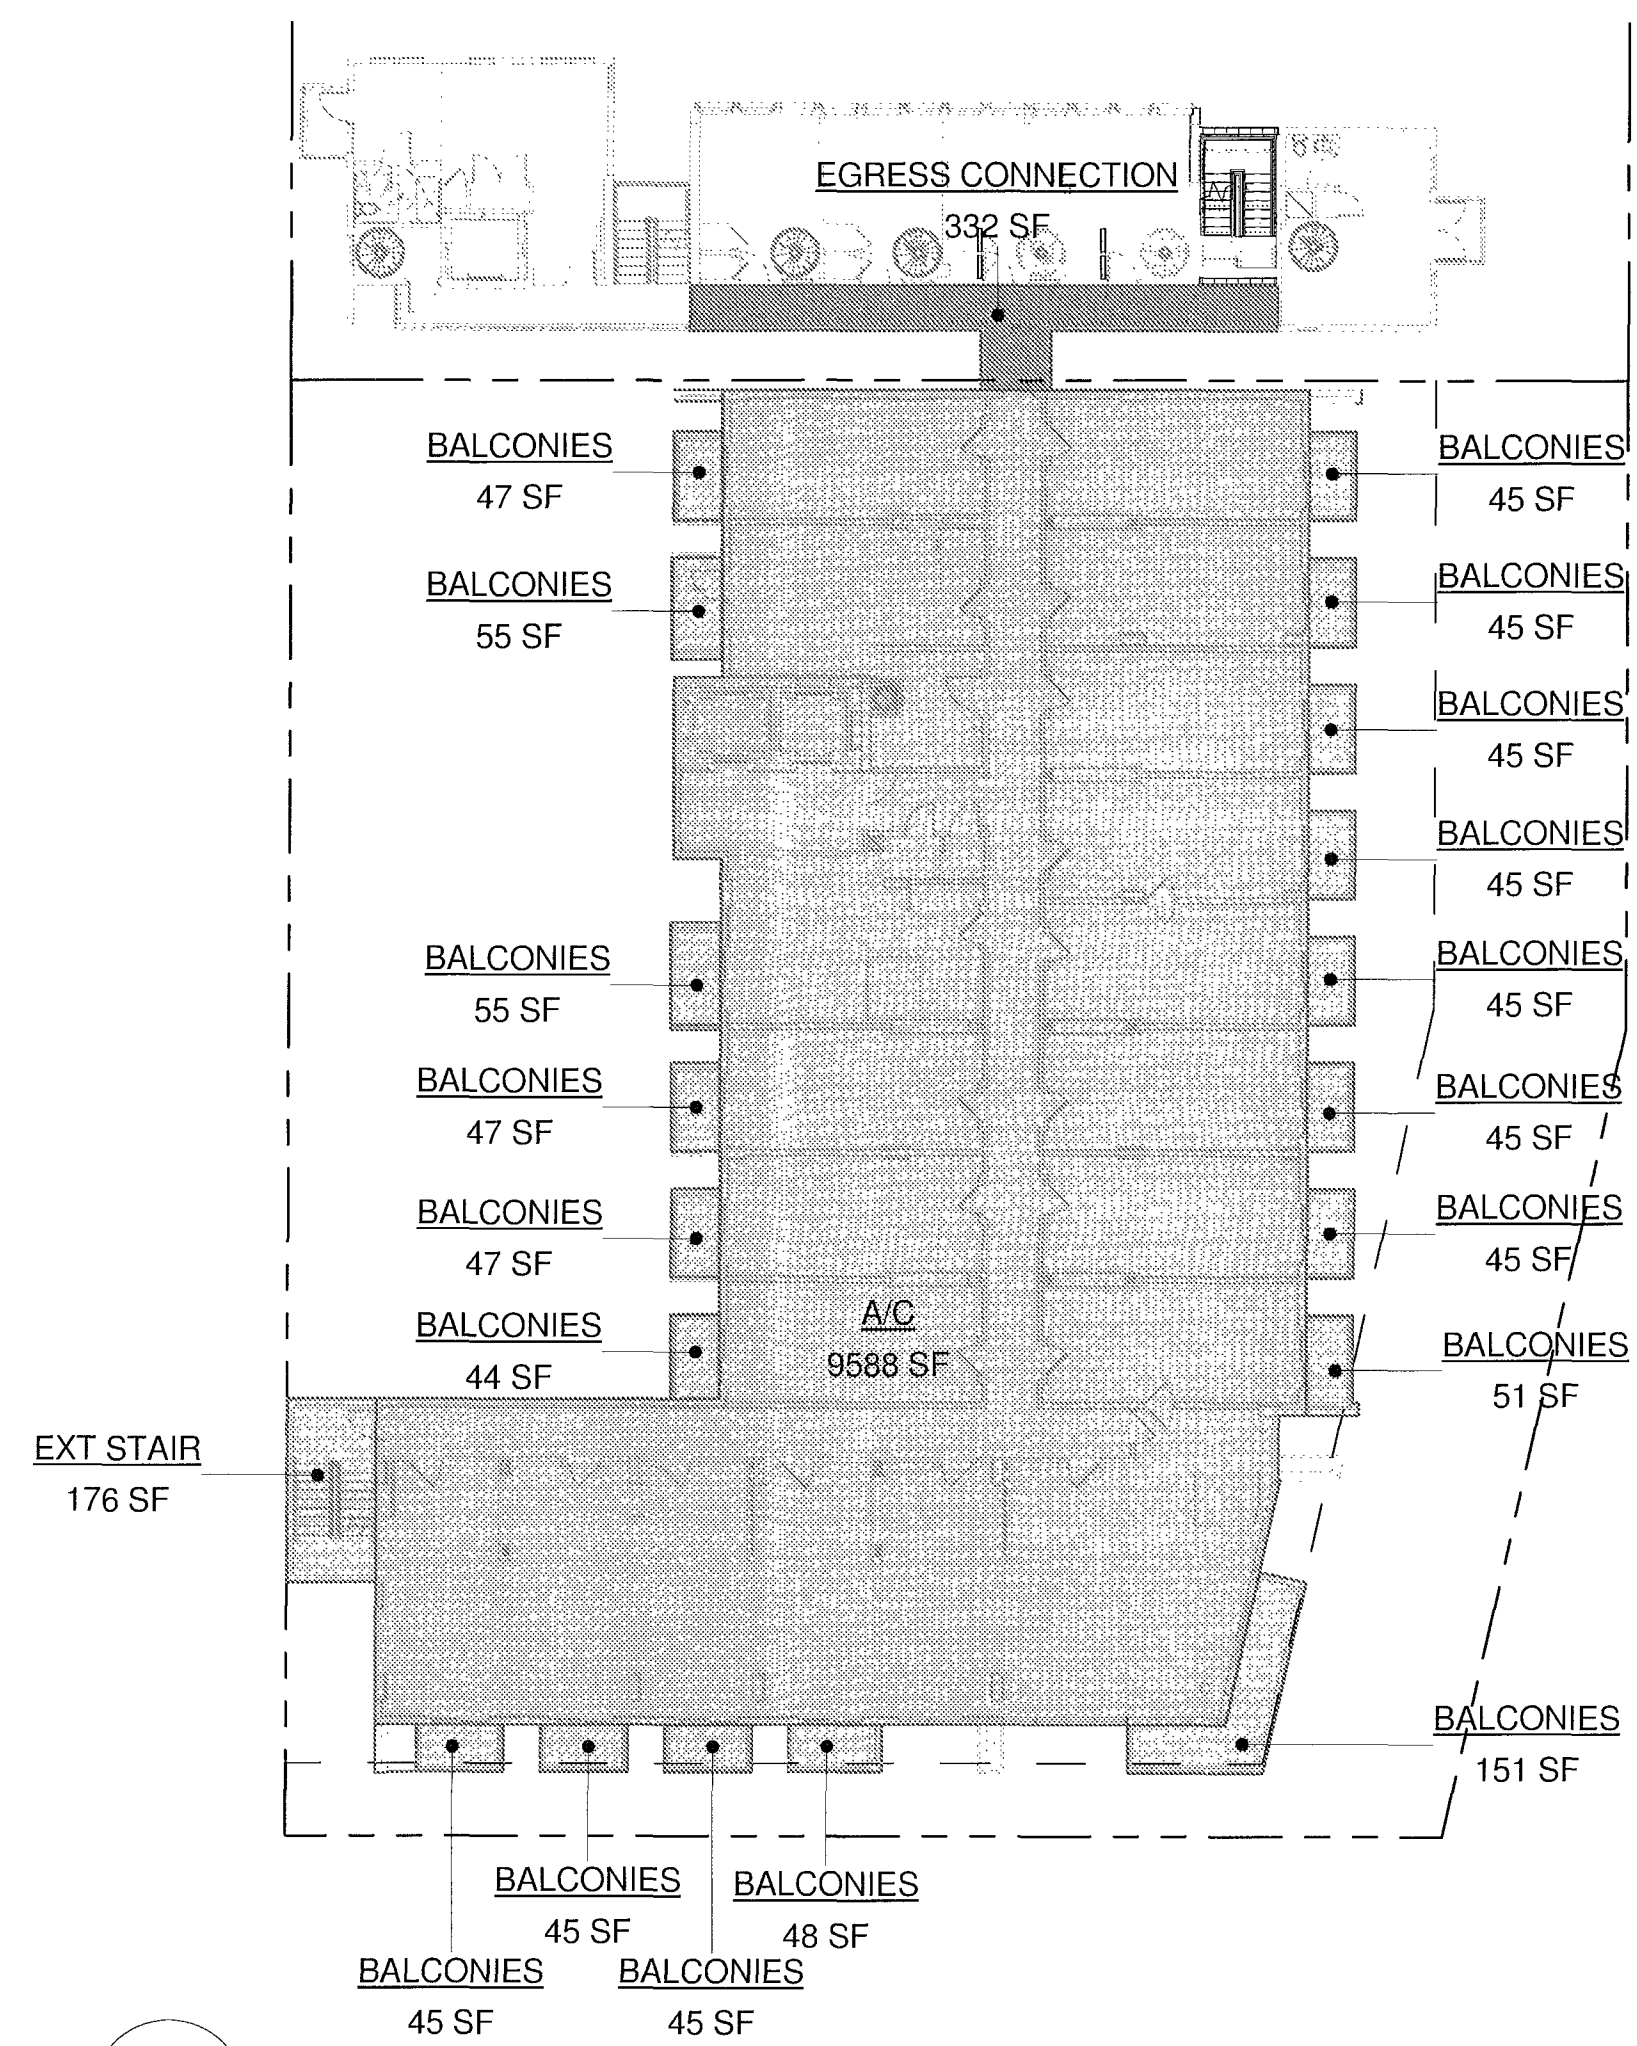 EGRESS CONNECTION
332 SF
BALCONIES
47 SF
BALCONIES
45 SF
BALCONIES
55 SF
BALCONIES
45 SF
BALCONIES
45 SF
BALCONIES
45 SF
BALCONIES
55 SF
BALCONIES
45 SF
BALCONIES
47 SF
BALCONIES
45 SF
BALCONIES
47 SF
BALCONIES
45 SF
A/C
9588 SF
BALCONIES
44 SF
BALCONIES
51 SF
EXT STAIR
176 SF
BALCONIES
151 SF
BALCONIES
45 SF
BALCONIES
48 SF
BALCONIES
45 SF
BALCONIES
45 SF